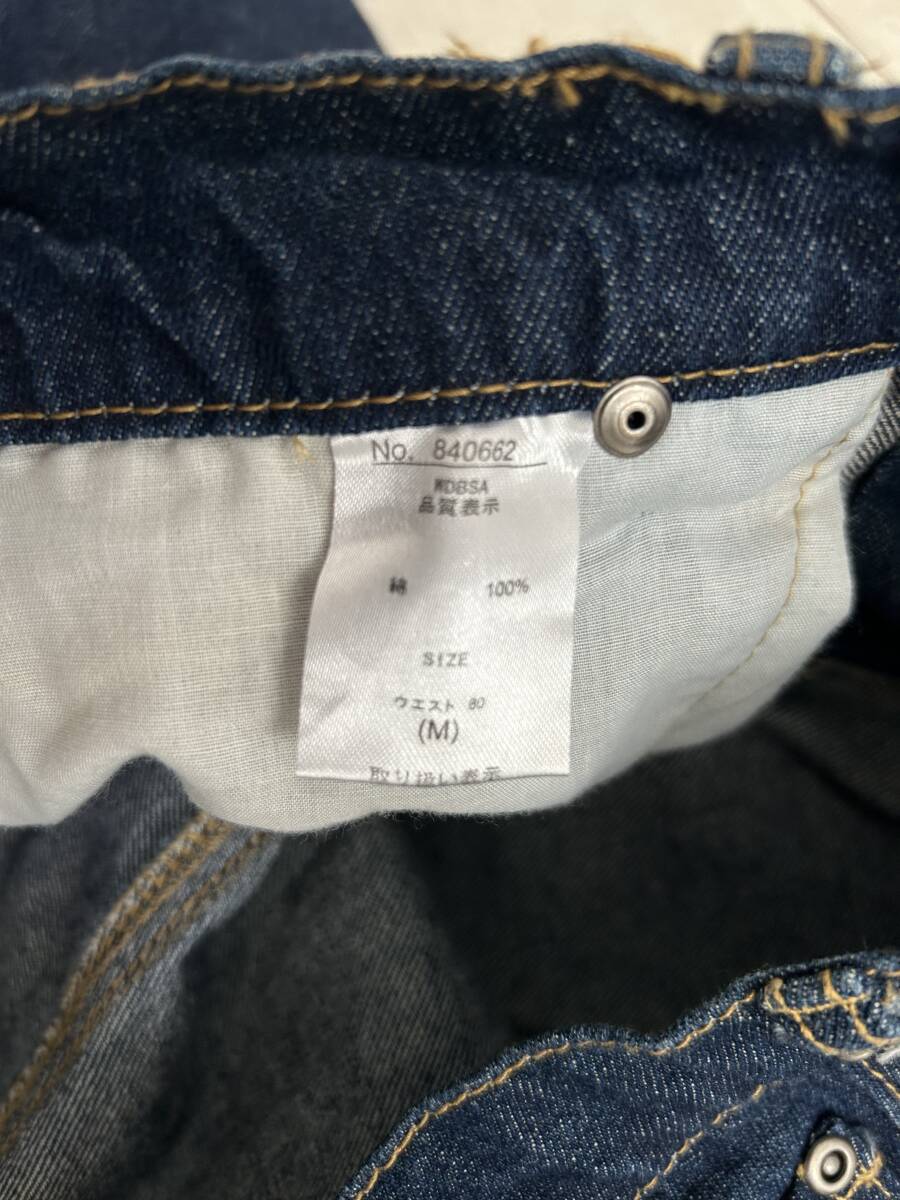 No. 840662
WDBSA
品質表示
綿 100%
SIZE
ウエスト 80
(M)
取り扱い表示